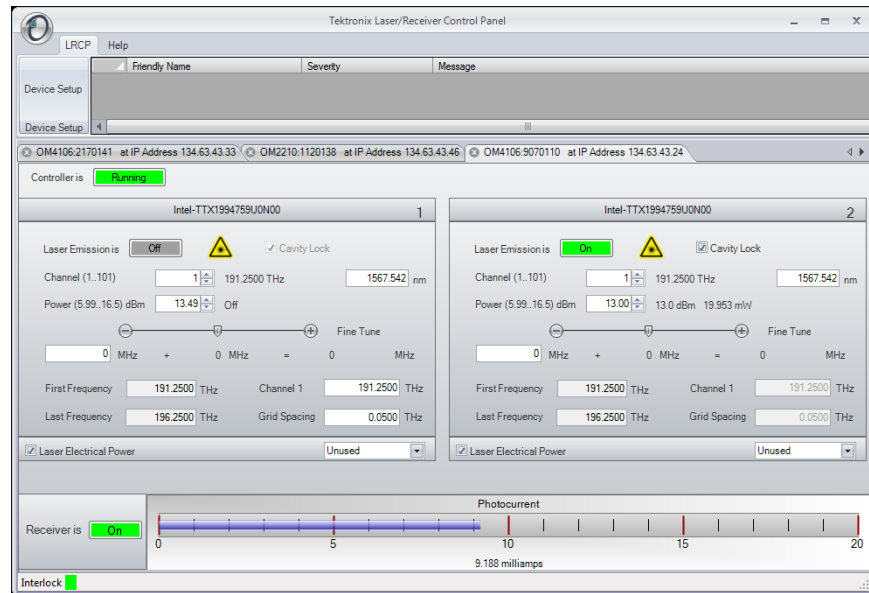 Tektronix Laser/Receiver Control Panel
LRCP Help
Friendly Name Severity Message
Device Setup
Device Setup
OM4106:2170141 at IP Address 134.63.43.33 OM2210:1120138 at IP Address 134.63.43.46 OM4106:9070110 at IP Address 134.63.43.24
Controller is Running
Intel-TTX1994759U0N00 1
Laser Emission is Off Cavity Lock
Channel (1..101) 1 191.2500 THz 1567.542 nm
Power (5.99..16.5) dBm 13.49 Off
Fine Tune
0 MHz + 0 MHz = 0 MHz
First Frequency 191.2500 THz Channel 1 191.2500 THz
Last Frequency 196.2500 THz Grid Spacing 0.0500 THz
Laser Electrical Power Unused
Intel-TTX1994759U0N00 2
Laser Emission is On Cavity Lock
Channel (1..101) 1 191.2500 THz 1567.542 nm
Power (5.99..16.5) dBm 13.00 13.0 dBm 19.953 mW
Fine Tune
0 MHz + 0 MHz = 0 MHz
First Frequency 191.2500 THz Channel 1 191.2500 THz
Last Frequency 196.2500 THz Grid Spacing 0.0500 THz
Laser Electrical Power Unused
Photocurrent
Receiver is On
0 5 10 15 20
9.188 milliamps
Interlock